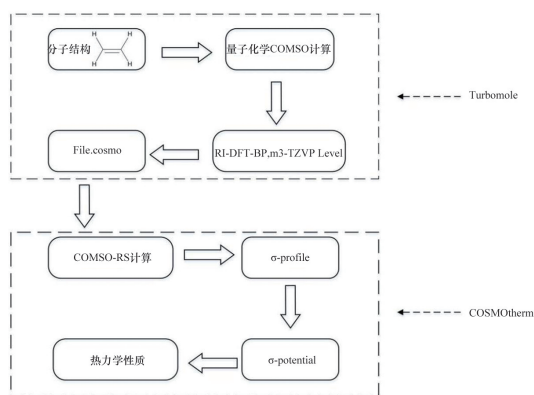 分子结构
H H
H H
量子化学COMSO计算
Turbomole
File.cosmo
RI-DFT-BP,m3-TZVP Level
COMSO-RS计算
σ-profile
COSMOtherm
热力学性质
σ-potential